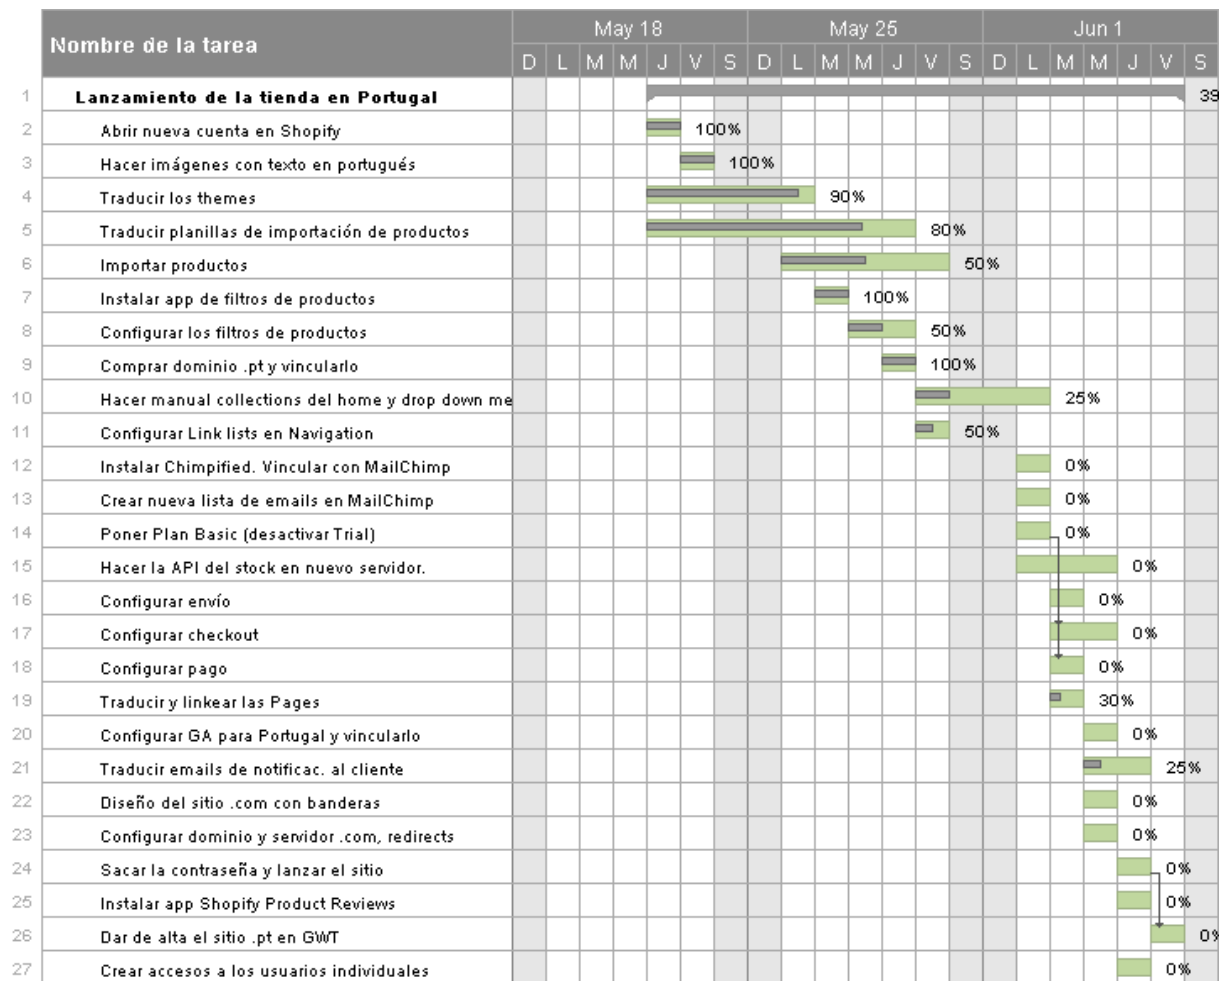 Nombre de la tarea
May 18 May 25 Jun 1
D L M M J V S D L M M J V S D L M M J V S
1 Lanzamiento de la tienda en Portugal 39
2 Abrir nueva cuenta en Shopify 100%
3 Hacer imágenes con texto en portugués 100%
4 Traducir los themes 90%
5 Traducir planillas de importación de productos 80%
6 Importar productos 50%
7 Instalar app de filtros de productos 100%
8 Configurar los filtros de productos 50%
9 Comprar dominio .pt y vincularlo 100%
10 Hacer manual collections del home y drop down me 25%
11 Configurar Link lists en Navigation 50%
12 Instalar Chimpified. Vincular con MailChimp 0%
13 Crear nueva lista de emails en MailChimp 0%
14 Poner Plan Basic (desactivar Trial) 0%
15 Hacer la API del stock en nuevo servidor. 0%
16 Configurar envío 0%
17 Configurar checkout 0%
18 Configurar pago 0%
19 Traducir y linkear las Pages 30%
20 Configurar GA para Portugal y vincularlo 0%
21 Traducir emails de notificac. al cliente 25%
22 Diseño del sitio .com con banderas 0%
23 Configurar dominio y servidor .com, redirects 0%
24 Sacar la contraseña y lanzar el sitio 0%
25 Instalar app Shopify Product Reviews 0%
26 Dar de alta el sitio .pt en GWT 0%
27 Crear accesos a los usuarios individuales 0%